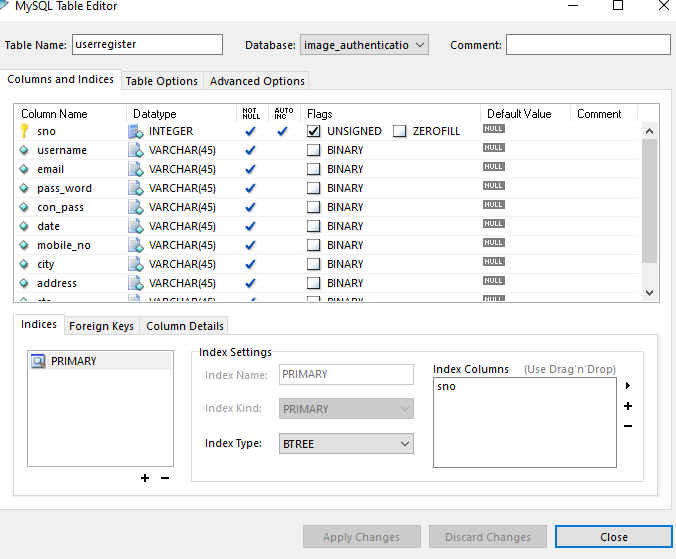 MySQL Table Editor
Table Name: userregister Database: image_authenticatio Comment:
Columns and Indices Table Options Advanced Options
Column Name Datatype NOT NULL AUTO INC Flags Default Value Comment
sno INTEGER UNSIGNED ZEROFILL NULL
username VARCHAR(45) BINARY NULL
email VARCHAR(45) BINARY NULL
pass_word VARCHAR(45) BINARY NULL
con_pass VARCHAR(45) BINARY NULL
date VARCHAR(45) BINARY NULL
mobile_no VARCHAR(45) BINARY NULL
city VARCHAR(45) BINARY NULL
address VARCHAR(45) BINARY NULL
VARCHAR(45) BINARY
Indices Foreign Keys Column Details
PRIMARY
Index Settings
Index Name: PRIMARY
Index Kind: PRIMARY
Index Type: BTREE
Index Columns (Use Drag'n'Drop)
sno
Apply Changes Discard Changes Close